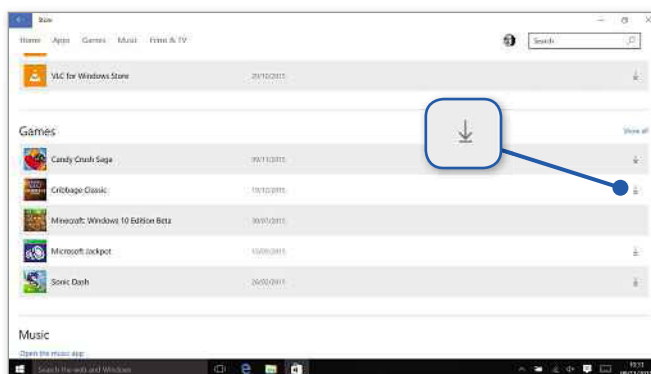 Store
Home Apps Games Music Films & TV Search
VLC for Windows Store 29/10/2015
Games Show all
Candy Crush Saga
Cribbage Classic
Minecraft: Windows 10 Edition Beta
Microsoft Jackpot
Sonic Dash
Music
Open the music app
Search the web and Windows